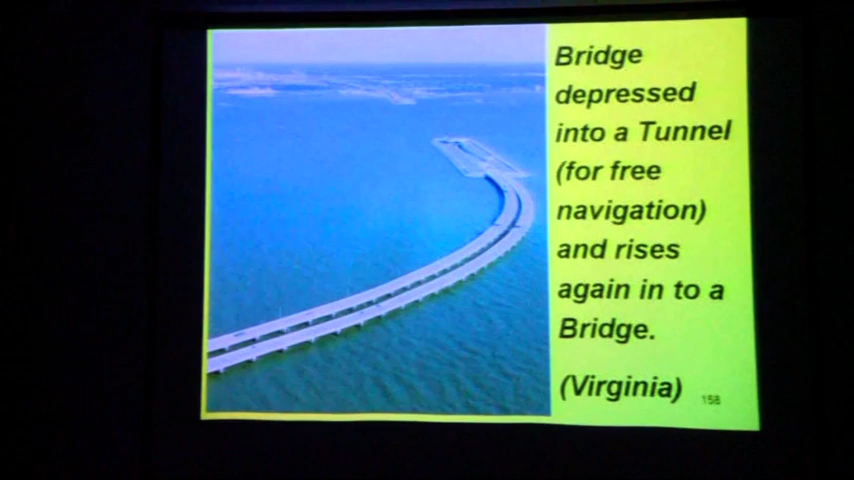 Bridge
depressed
into a Tunnel
(for free
navigation)
and rises
again in to a
Bridge.
(Virginia)
158